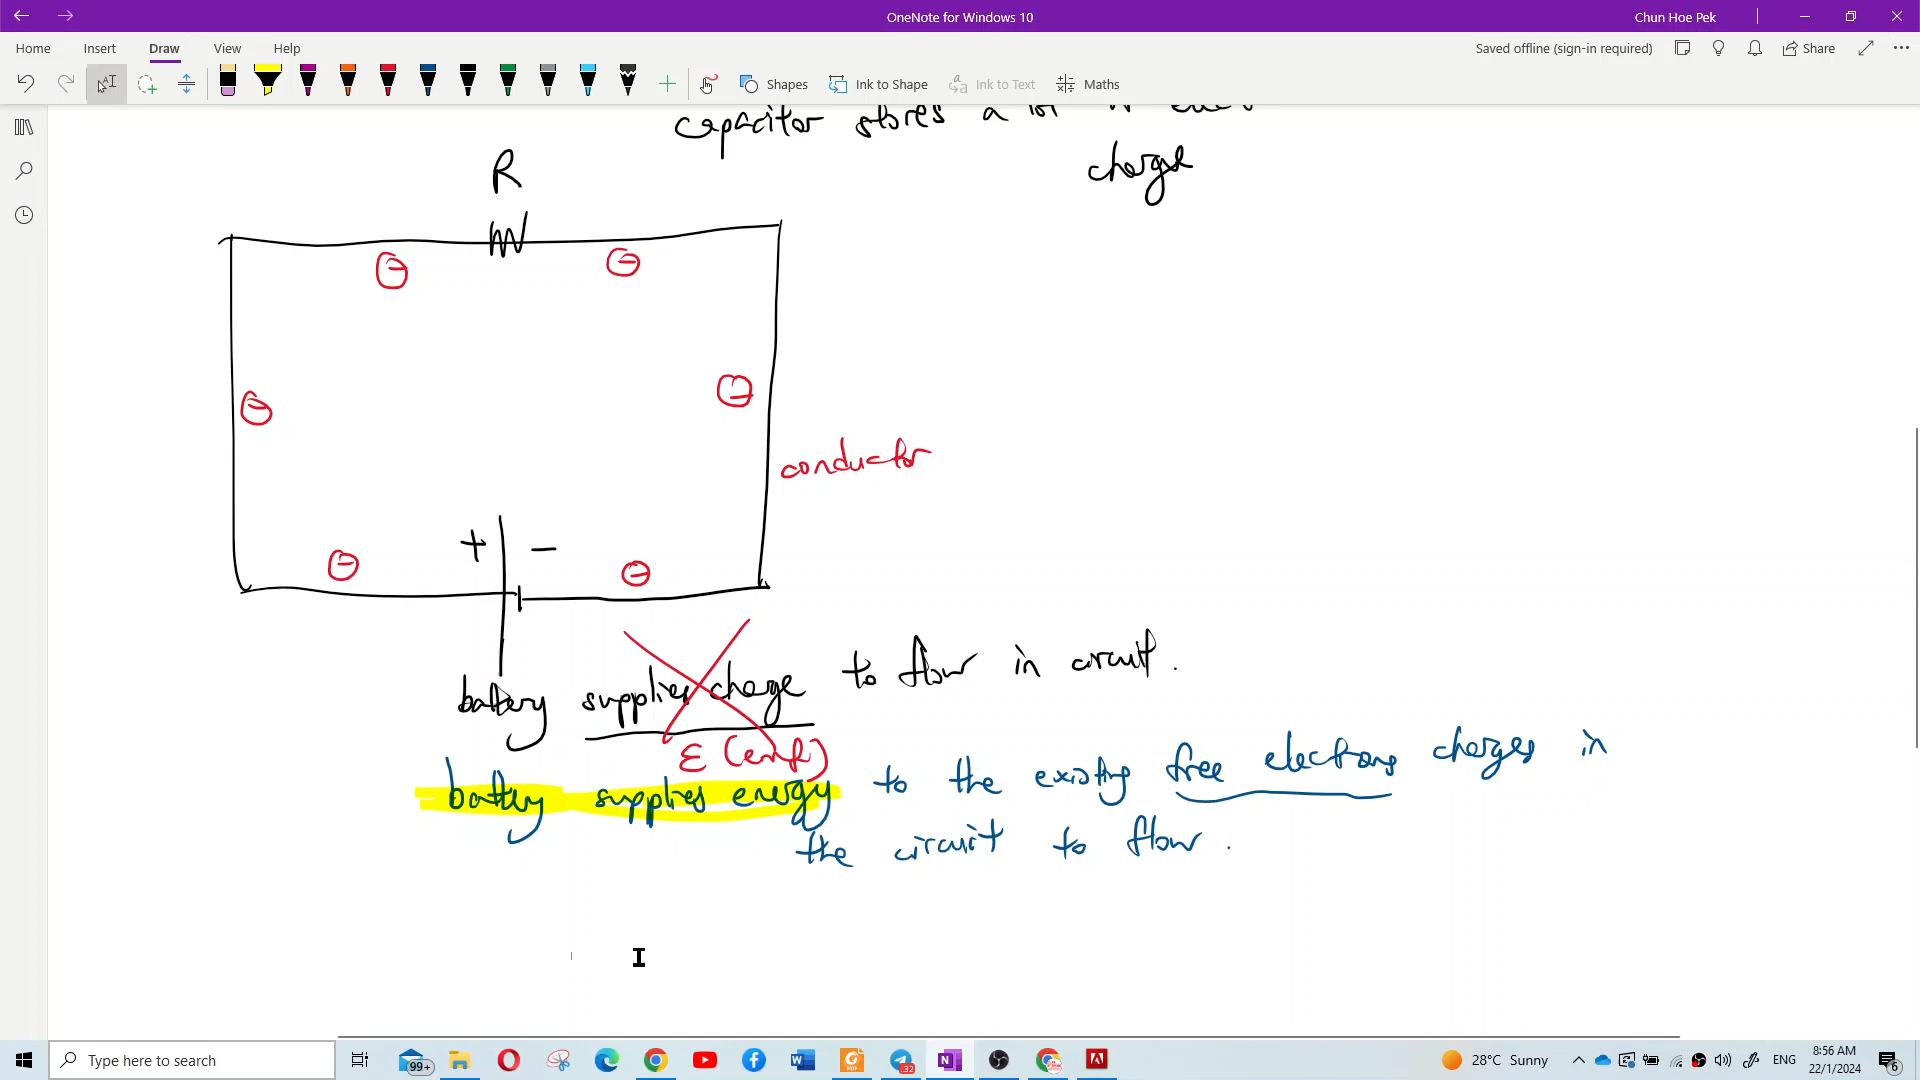 OneNote for Windows 10
Chun Hoe Pek
Home Insert Draw View Help
Saved offline (sign-in required) Share
Shapes Ink to Shape Ink to Text Maths
capacitor stores a lot
charge
R
conductor
+ −
battery supplies charge to flow in circuit.
ε (emf)
battery supplies energy to the existing free electrons charges in
the circuit to flow.
Type here to search
99+
32
28°C Sunny
ENG
8:56 AM
22/1/2024
6